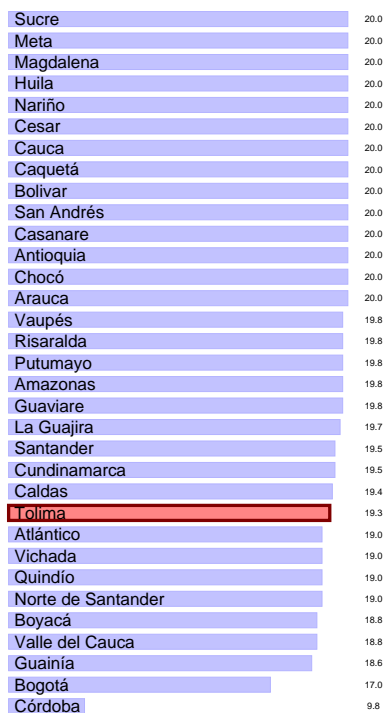 Sucre 20.0
Meta 20.0
Magdalena 20.0
Huila 20.0
Nariño 20.0
Cesar 20.0
Cauca 20.0
Caquetá 20.0
Bolivar 20.0
San Andrés 20.0
Casanare 20.0
Antioquia 20.0
Chocó 20.0
Arauca 20.0
Vaupés 19.8
Risaralda 19.8
Putumayo 19.8
Amazonas 19.8
Guaviare 19.8
La Guajira 19.7
Santander 19.5
Cundinamarca 19.5
Caldas 19.4
Tolima 19.3
Atlántico 19.0
Vichada 19.0
Quindío 19.0
Norte de Santander 19.0
Boyacá 18.8
Valle del Cauca 18.8
Guainía 18.6
Bogotá 17.0
Córdoba 9.8